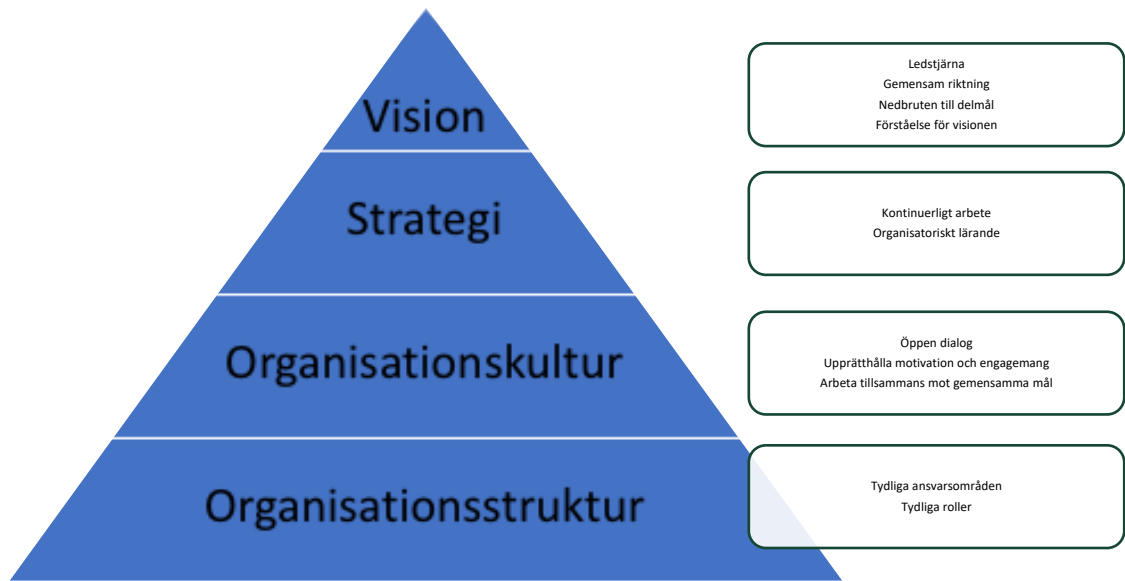 Vision
Ledstjärna
Gemensam riktning
Nedbruten till delmål
Förståelse för visionen
Strategi
Kontinuerligt arbete
Organisatoriskt lärande
Organisationskultur
Öppen dialog
Upprätthålla motivation och engagemang
Arbeta tillsammans mot gemensamma mål
Organisationsstruktur
Tydliga ansvarsområden
Tydliga roller